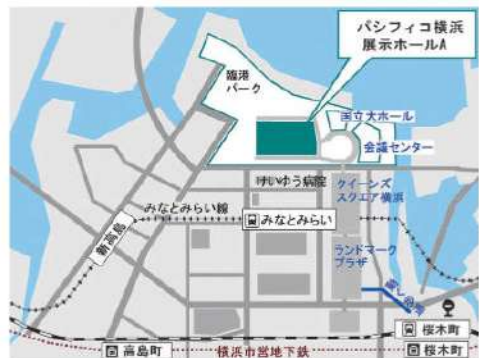 パシフィコ横浜
展示ホールA
臨港
パーク
国立大ホール
会議センター
けいゆう病院
クイーンズ
スクエア横浜
みなとみらい線
みなとみらい
新高島
ランドマーク
プラザ
動く歩道
桜木町
高島町
横浜市営地下鉄
桜木町